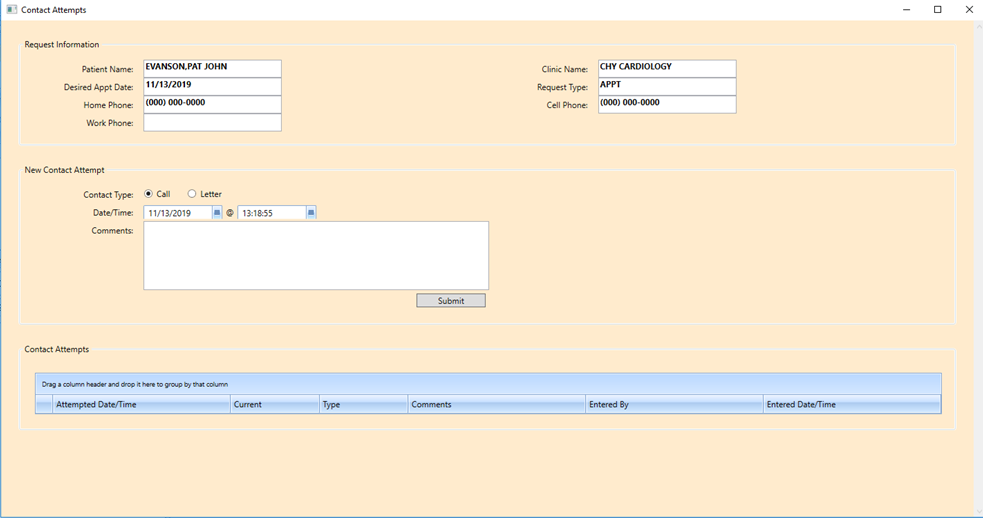 Contact Attempts
Request Information
Patient Name: EVANSON,PAT JOHN Clinic Name: CHY CARDIOLOGY
Desired Appt Date: 11/13/2019 Request Type: APPT
Home Phone: (000) 000-0000 Cell Phone: (000) 000-0000
Work Phone:
New Contact Attempt
Contact Type: Call Letter
Date/Time: 11/13/2019 @ 13:18:55
Comments:
Submit
Contact Attempts
Drag a column header and drop it here to group by that column
Attempted Date/Time Current Type Comments Entered By Entered Date/Time